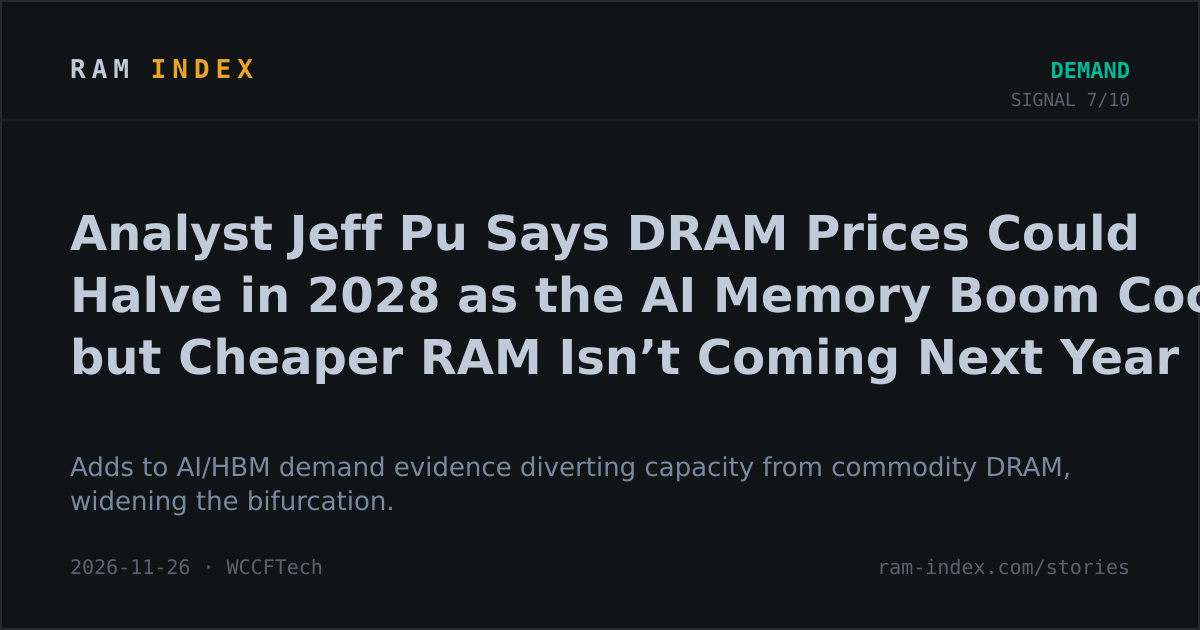 RAM INDEX
DEMAND
SIGNAL 7/10
Analyst Jeff Pu Says DRAM Prices Could
Halve in 2028 as the AI Memory Boom
but Cheaper RAM Isn’t Coming Next Year
Adds to AI/HBM demand evidence diverting capacity from commodity DRAM,
widening the bifurcation.
2026-11-26 · WCCFTech
ram-index.com/stories